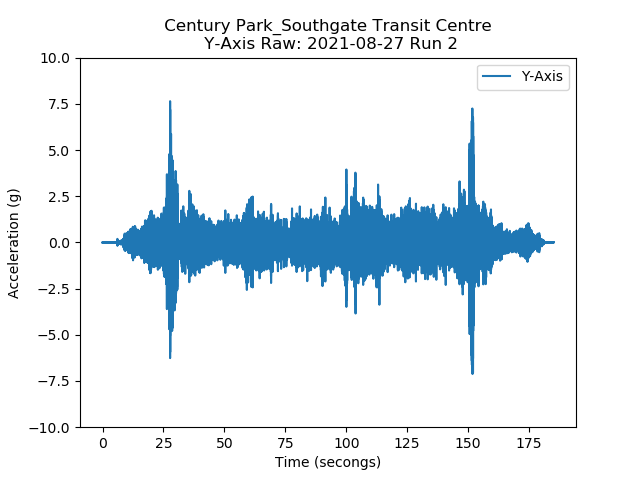 Century Park_Southgate Transit Centre
Y-Axis Raw: 2021-08-27 Run 2
10.0
Y-Axis
7.5
5.0
2.5
0.0
−2.5
−5.0
−7.5
−10.0
Acceleration (g)
0 25 50 75 100 125 150 175
Time (secongs)